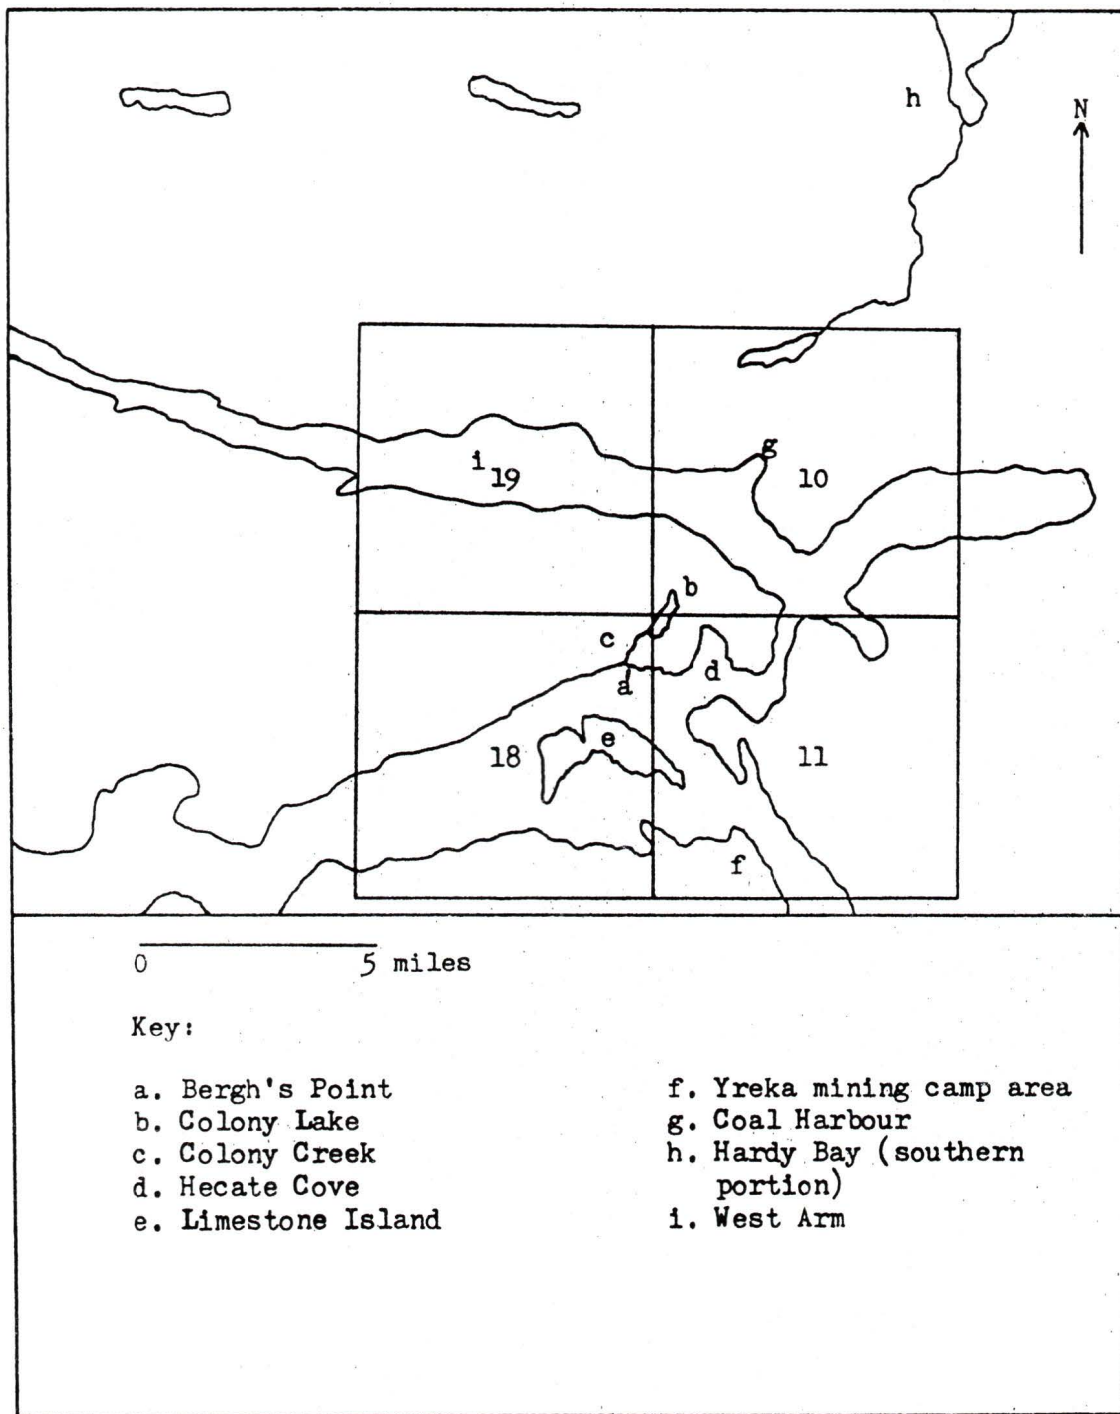 h
N
g
i
19
10
b
c
d
a
e
18
11
f
0 5 miles
Key:
a. Bergh's Point
b. Colony Lake
c. Colony Creek
d. Hecate Cove
e. Limestone Island
f. Yreka mining camp area
g. Coal Harbour
h. Hardy Bay (southern
portion)
i. West Arm